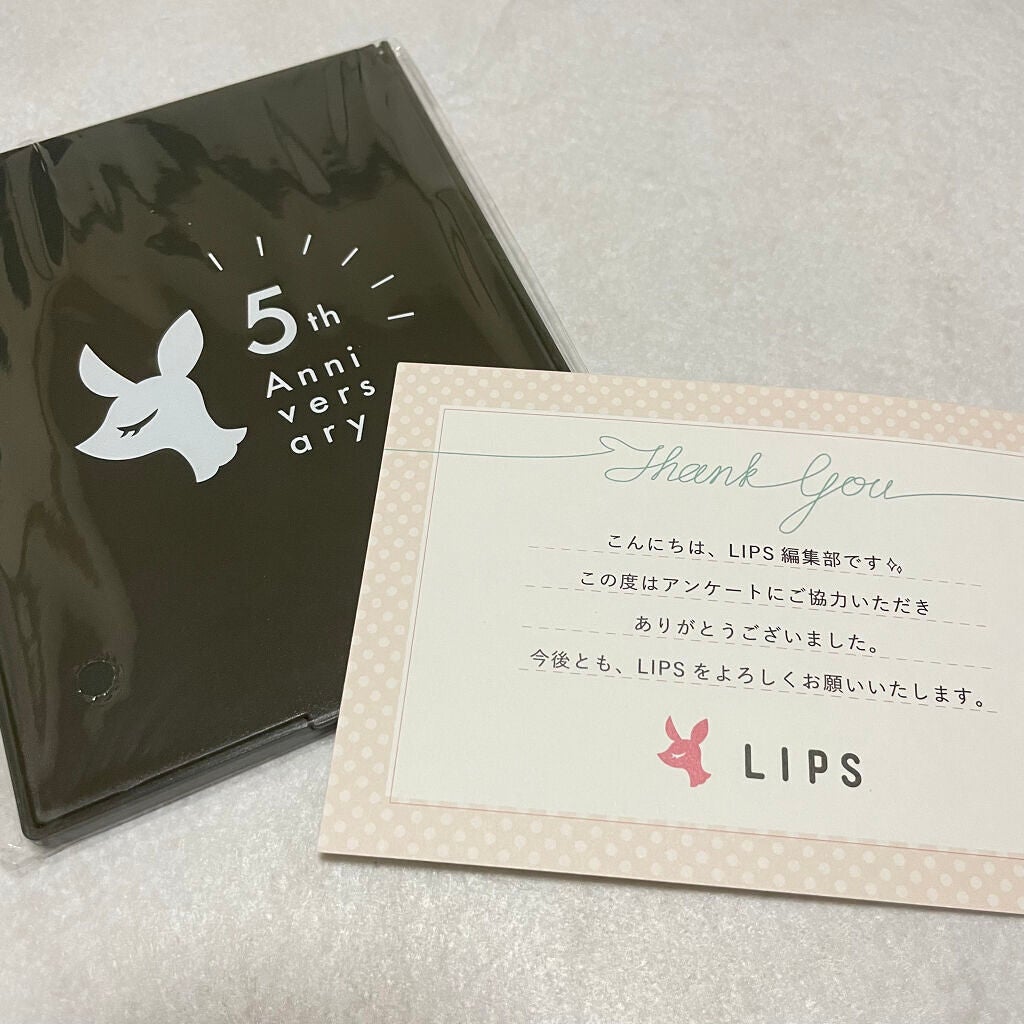 5th
Anni
vers
ary
Thank You
こんにちは、LIPS 編集部です✧
この度はアンケートにご協力いただき
ありがとうございました。
今後とも、LIPS をよろしくお願いいたします。
LIPS